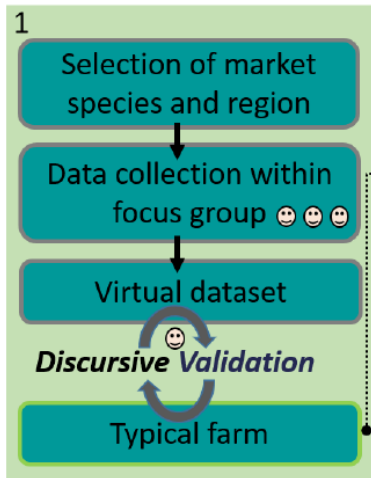 1
Selection of market
species and region
Data collection within
focus group
Virtual dataset
Discursive Validation
Typical farm